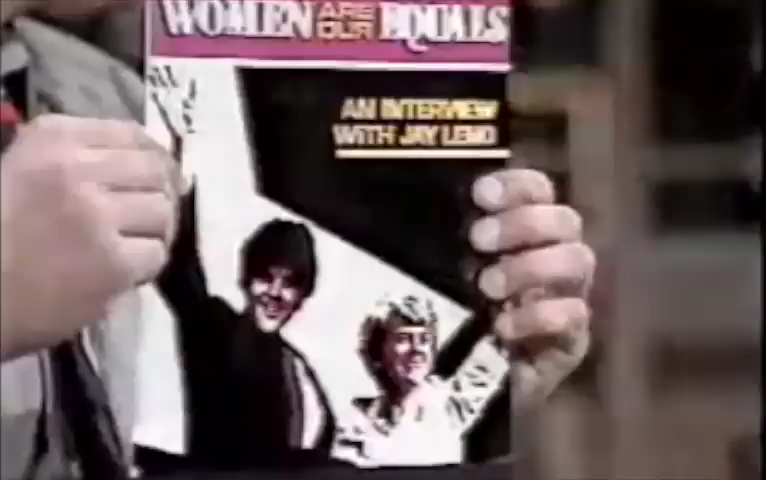 WOMEN ARE OUR EQUALS
AN INTERVIEW
WITH JAY LENO